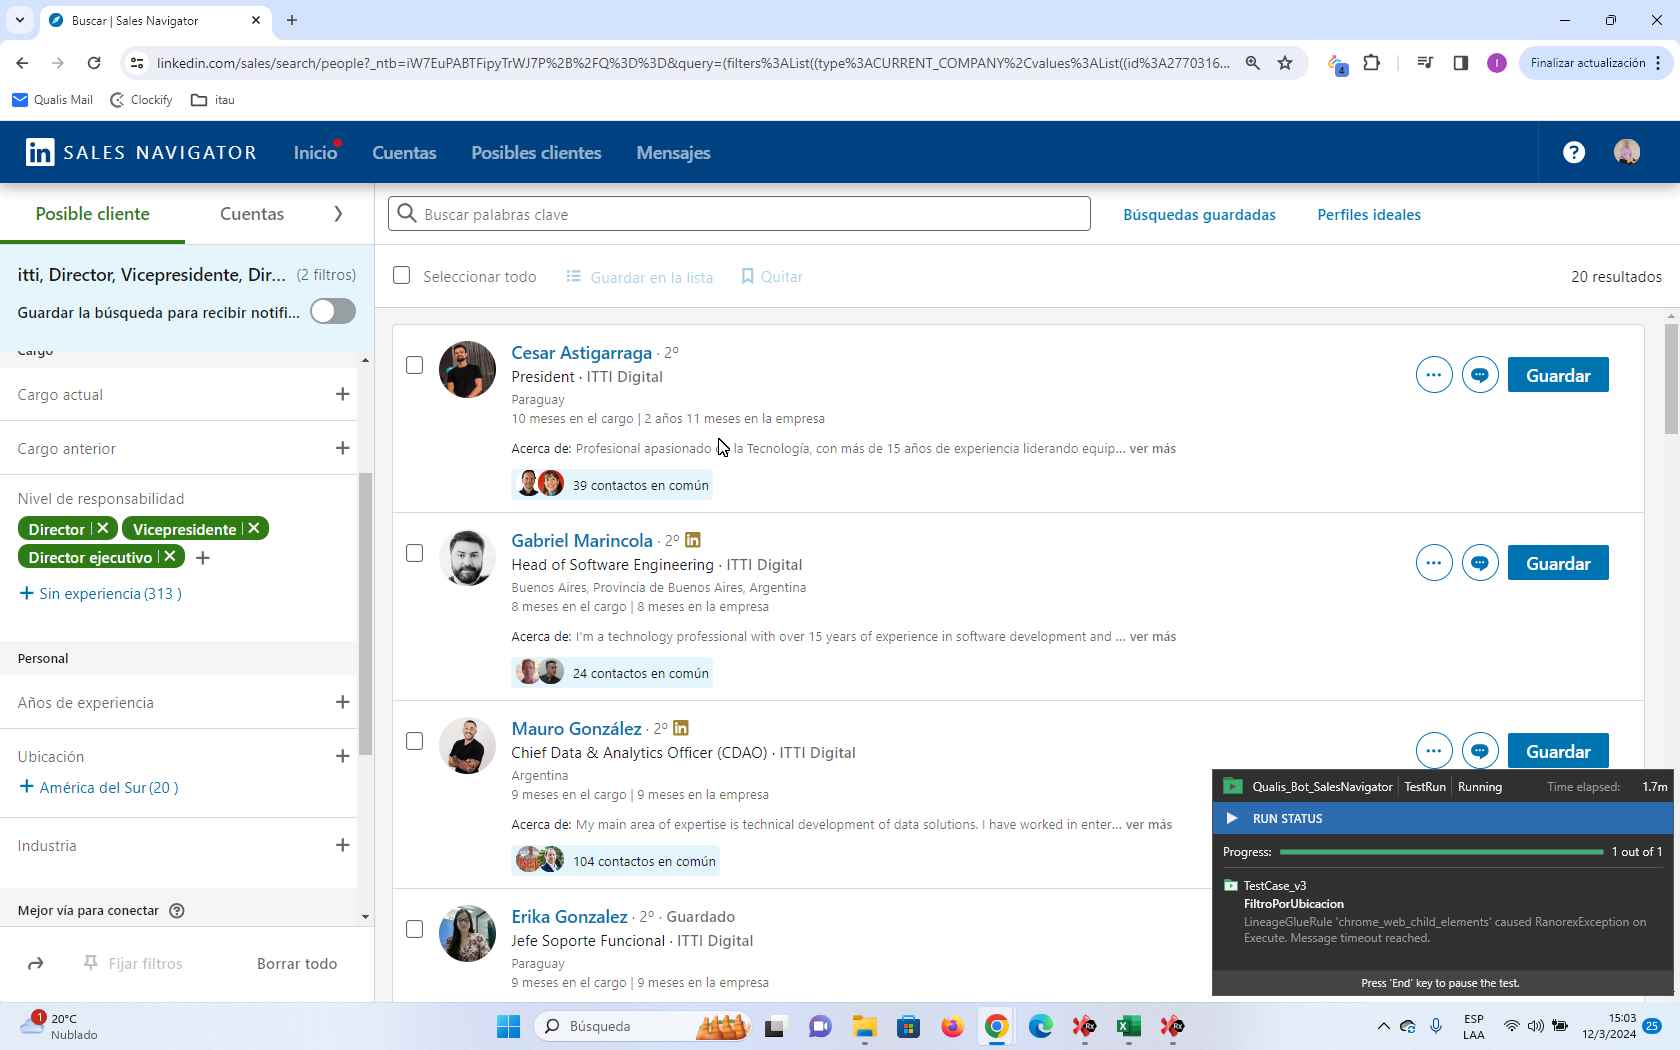 Buscar | Sales Navigator
linkedin.com/sales/search/people?_ntb=iW7EuPABTFipyTrWJ7P%2B%2FQ%3D%3D&query=(filters%3AList((type%3ACURRENT_COMPANY%2Cvalues%3AList((id%3A2770316...
4
I
Finalizar actualización
Qualis Mail
Clockify
itau
in SALES NAVIGATOR
Inicio
Cuentas
Posibles clientes
Mensajes
?
Posible cliente
Cuentas
Buscar palabras clave
Búsquedas guardadas
Perfiles ideales
itti, Director, Vicepresidente, Dir... (2 filtros)
Guardar la búsqueda para recibir notifi...
Seleccionar todo
Guardar en la lista
Quitar
20 resultados
Cargo
Cargo actual
Cargo anterior
Nivel de responsabilidad
Director
Vicepresidente
Director ejecutivo
Sin experiencia (313 )
Personal
Años de experiencia
Ubicación
América del Sur (20 )
Industria
Mejor vía para conectar ?
Fijar filtros
Borrar todo
Cesar Astigarraga · 2º
President · ITTI Digital
Paraguay
10 meses en el cargo | 2 años 11 meses en la empresa
Acerca de: Profesional apasionado la Tecnología, con más de 15 años de experiencia liderando equip... ver más
39 contactos en común
Guardar
Gabriel Marincola · 2º in
Head of Software Engineering · ITTI Digital
Buenos Aires, Provincia de Buenos Aires, Argentina
8 meses en el cargo | 8 meses en la empresa
Acerca de: I'm a technology professional with over 15 years of experience in software development and ... ver más
24 contactos en común
Guardar
Mauro González · 2º in
Chief Data & Analytics Officer (CDAO) · ITTI Digital
Argentina
9 meses en el cargo | 9 meses en la empresa
Acerca de: My main area of expertise is technical development of data solutions. I have worked in enter... ver más
104 contactos en común
Guardar
Erika Gonzalez · 2º · Guardado
Jefe Soporte Funcional · ITTI Digital
Paraguay
9 meses en el cargo | 9 meses en la empresa
Qualis_Bot_SalesNavigator
TestRun
Running
Time elapsed: 1.7m
RUN STATUS
Progress: 1 out of 1
TestCase_v3
FiltroPorUbicacion
LineageGlueRule 'chrome_web_child_elements' caused RanorexException on
Execute. Message timeout reached.
Press 'End' key to pause the test.
1
20°C
Nublado
Búsqueda
Rx
Rx
ESP
LAA
15:03
12/3/2024
25